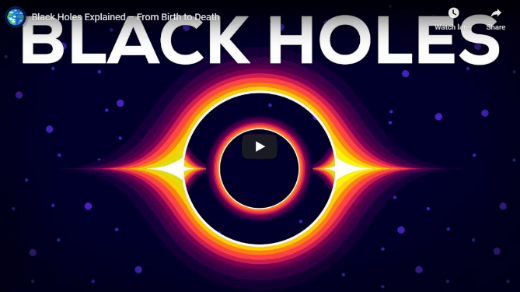 Black Holes Explained – From Birth to Death
Watch later
Share
BLACK HOLES